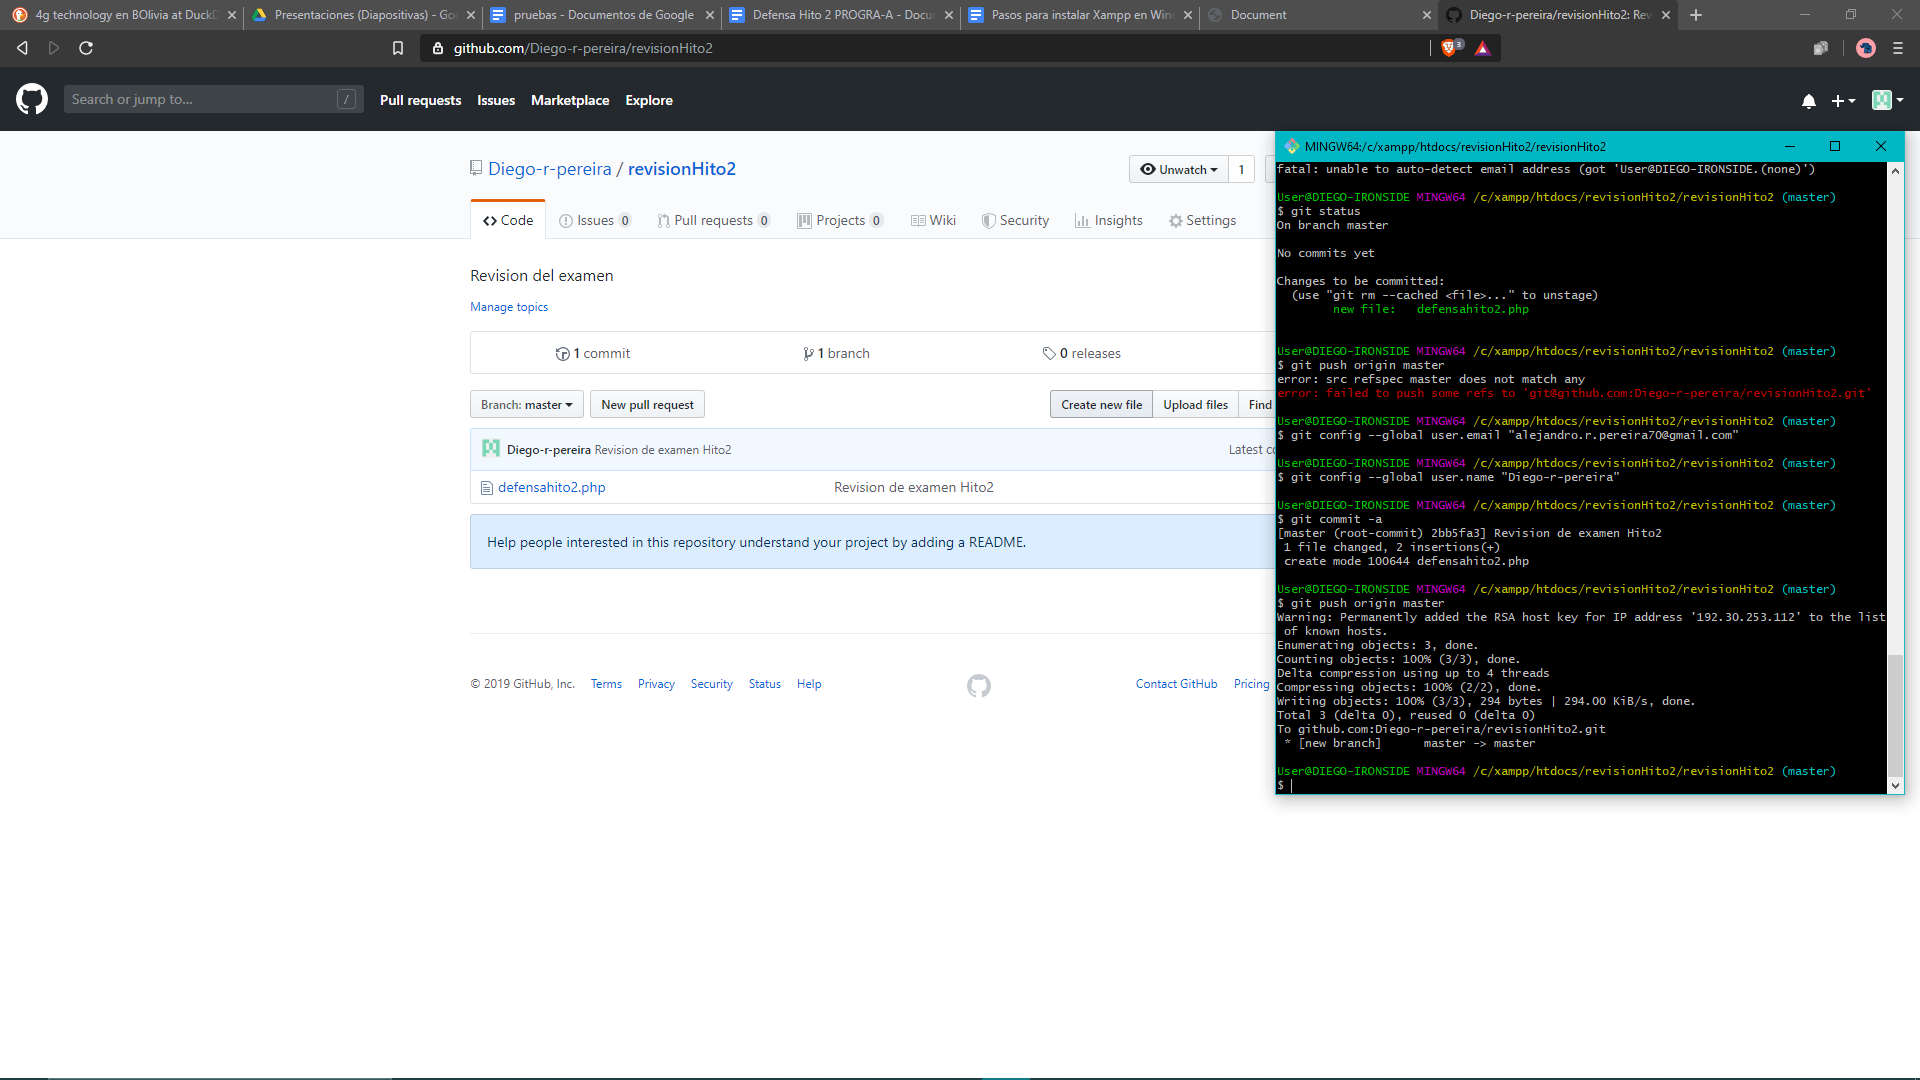 4g technology en BOlivia at DuckD
Presentaciones (Diapositivas) - Go
pruebas - Documentos de Google
Defensa Hito 2 PROGRA-A - Docu
Pasos para instalar Xampp en Win
Document
Diego-r-pereira/revisionHito2: Rev
github.com/Diego-r-pereira/revisionHito2
3
Search or jump to...
/
Pull requests
Issues
Marketplace
Explore
Diego-r-pereira / revisionHito2
Unwatch
1
Code
Issues 0
Pull requests 0
Projects 0
Wiki
Security
Insights
Settings
Revision del examen
Manage topics
1 commit
1 branch
0 releases
Branch: master
New pull request
Create new file
Upload files
Find
Diego-r-pereira Revision de examen Hito2
Latest co
defensahito2.php
Revision de examen Hito2
Help people interested in this repository understand your project by adding a README.
© 2019 GitHub, Inc.
Terms
Privacy
Security
Status
Help
Contact GitHub
Pricing
MINGW64:/c/xampp/htdocs/revisionHito2/revisionHito2
fatal: unable to auto-detect email address (got 'User@DIEGO-IRONSIDE.(none)')
User@DIEGO-IRONSIDE MINGW64 /c/xampp/htdocs/revisionHito2/revisionHito2 (master)
$ git status
On branch master
No commits yet
Changes to be committed:
(use "git rm --cached <file>..." to unstage)
new file: defensahito2.php
User@DIEGO-IRONSIDE MINGW64 /c/xampp/htdocs/revisionHito2/revisionHito2 (master)
$ git push origin master
error: src refspec master does not match any
error: failed to push some refs to 'git@github.com:Diego-r-pereira/revisionHito2.git'
User@DIEGO-IRONSIDE MINGW64 /c/xampp/htdocs/revisionHito2/revisionHito2 (master)
$ git config --global user.email "alejandro.r.pereira70@gmail.com"
User@DIEGO-IRONSIDE MINGW64 /c/xampp/htdocs/revisionHito2/revisionHito2 (master)
$ git config --global user.name "Diego-r-pereira"
User@DIEGO-IRONSIDE MINGW64 /c/xampp/htdocs/revisionHito2/revisionHito2 (master)
$ git commit -a
[master (root-commit) 2bb5fa3] Revision de examen Hito2
1 file changed, 2 insertions(+)
create mode 100644 defensahito2.php
User@DIEGO-IRONSIDE MINGW64 /c/xampp/htdocs/revisionHito2/revisionHito2 (master)
$ git push origin master
Warning: Permanently added the RSA host key for IP address '192.30.253.112' to the list
of known hosts.
Enumerating objects: 3, done.
Counting objects: 100% (3/3), done.
Delta compression using up to 4 threads
Compressing objects: 100% (2/2), done.
Writing objects: 100% (3/3), 294 bytes | 294.00 KiB/s, done.
Total 3 (delta 0), reused 0 (delta 0)
To github.com:Diego-r-pereira/revisionHito2.git
* [new branch] master -> master
User@DIEGO-IRONSIDE MINGW64 /c/xampp/htdocs/revisionHito2/revisionHito2 (master)
$